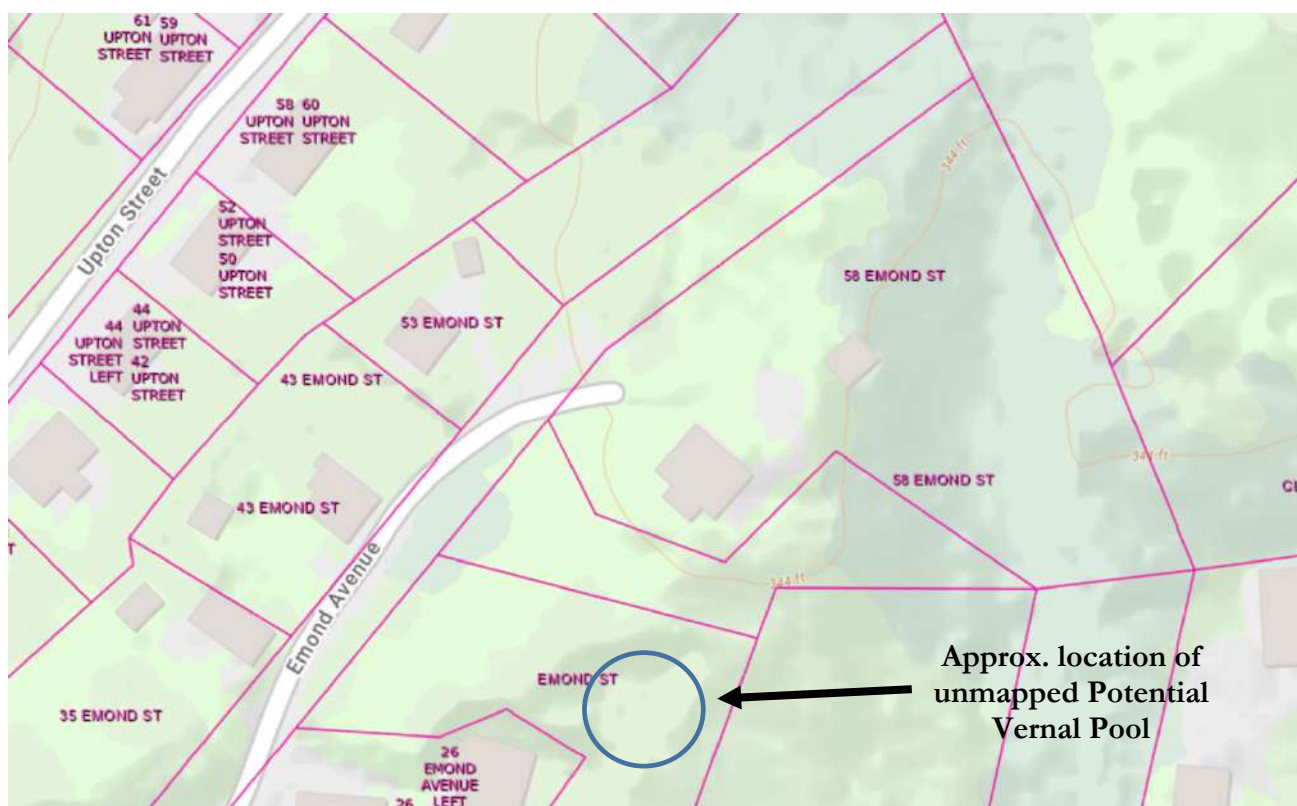 61 59
UPTON UPTON
STREET STREET
58 60
UPTON UPTON
STREET STREET
Upton Street
52
UPTON
STREET
50
UPTON
STREET
44
44 UPTON
UPTON STREET
STREET 42
LEFT UPTON
STREET
344 ft
58 EMOND ST
53 EMOND ST
43 EMOND ST
344 ft
58 EMOND ST
43 EMOND ST
Emond Avenue
344 ft
EMOND ST
35 EMOND ST
Approx. location of
unmapped Potential
Vernal Pool
26
EMOND
AVENUE
26 LEFT